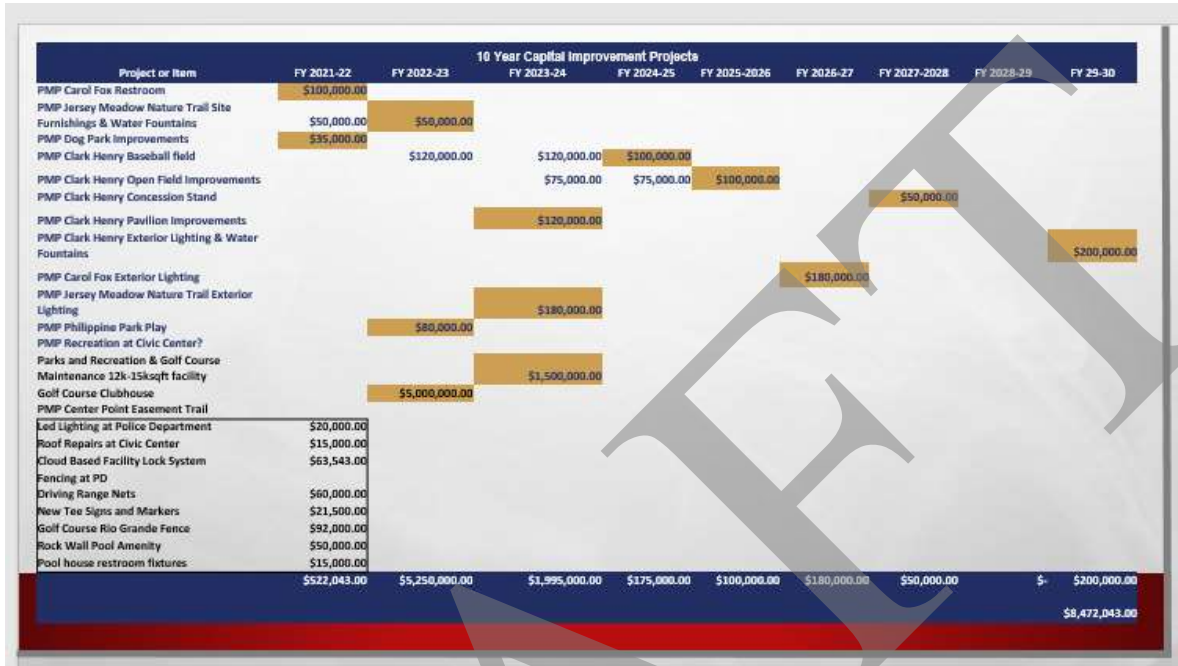 10 Year Capital Improvement Projects
Project or Item FY 2021-22 FY 2022-23 FY 2023-24 FY 2024-25 FY 2025-2026 FY 2026-27 FY 2027-2028 FY 2028-29 FY 29-30
PMP Carol Fox Restroom $100,000.00
PMP Jersey Meadow Nature Trail Site
Furnishings & Water Fountains $50,000.00 $50,000.00
PMP Dog Park Improvements $35,000.00
PMP Clark Henry Baseball field $120,000.00 $120,000.00 $100,000.00
PMP Clark Henry Open Field Improvements $75,000.00 $75,000.00 $100,000.00
PMP Clark Henry Concession Stand $50,000.00
PMP Clark Henry Pavilion Improvements $120,000.00
PMP Clark Henry Exterior Lighting & Water
Fountains $200,000.00
PMP Carol Fox Exterior Lighting $180,000.00
PMP Jersey Meadow Nature Trail Exterior
Lighting $180,000.00
PMP Philippine Park Play $80,000.00
PMP Recreation at Civic Center?
Parks and Recreation & Golf Course
Maintenance 12k-15ksqft facility $1,500,000.00
Golf Course Clubhouse $5,000,000.00
PMP Center Point Easement Trail
Led Lighting at Police Department $20,000.00
Roof Repairs at Civic Center $15,000.00
Cloud Based Facility Lock System $63,543.00
Fencing at PD
Driving Range Nets $60,000.00
New Tee Signs and Markers $21,500.00
Golf Course Rio Grande Fence $92,000.00
Rock Wall Pool Amenity $50,000.00
Pool house restroom fixtures $15,000.00
$522,043.00 $5,250,000.00 $1,995,000.00 $175,000.00 $100,000.00 $180,000.00 $50,000.00 $- $200,000.00
$8,472,043.00